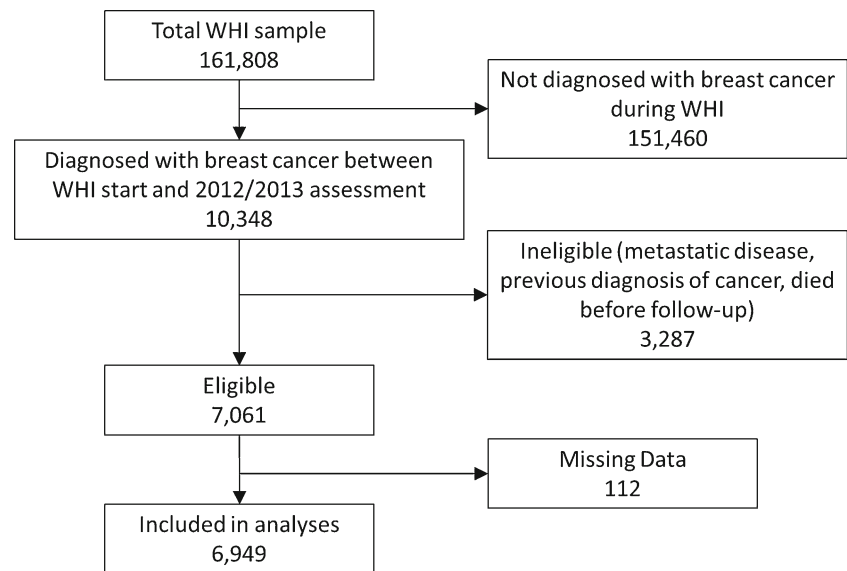 Total WHI sample
161,808
Not diagnosed with breast cancer
during WHI
151,460
Diagnosed with breast cancer between
WHI start and 2012/2013 assessment
10,348
Ineligible (metastatic disease,
previous diagnosis of cancer, died
before follow-up)
3,287
Eligible
7,061
Missing Data
112
Included in analyses
6,949